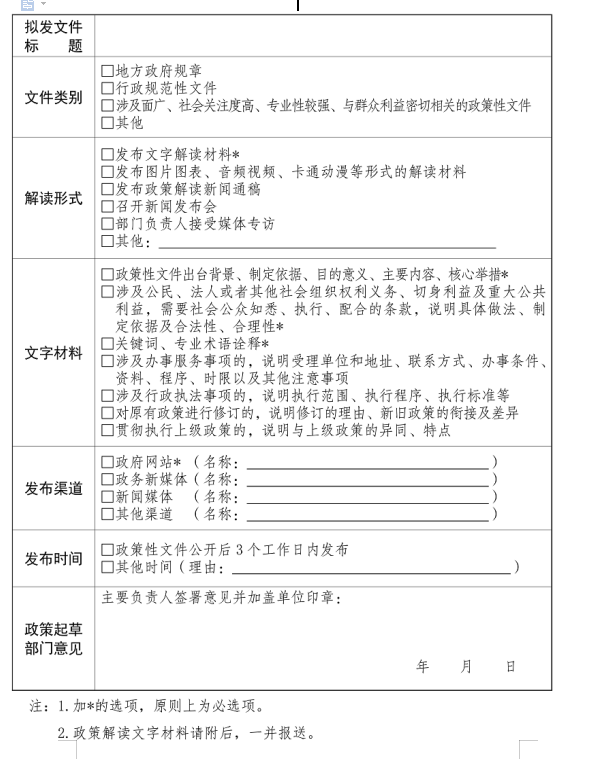 拟发文件
标　　题
文件类别
□地方政府规章
□行政规范性文件
□涉及面广、社会关注度高、专业性较强、与群众利益密切相关的政策性文件
□其他
解读形式
□发布文字解读材料*
□发布图片图表、音频视频、卡通动漫等形式的解读材料
□发布政策解读新闻通稿
□召开新闻发布会
□部门负责人接受媒体专访
□其他：
文字材料
□政策性文件出台背景、制定依据、目的意义、主要内容、核心举措*
□涉及公民、法人或者其他社会组织权利义务、切身利益及重大公共
利益，需要社会公众知悉、执行、配合的条款，说明具体做法、制
定依据及合法性、合理性*
□关键词、专业术语诠释*
□涉及办事服务事项的，说明受理单位和地址、联系方式、办事条件、
资料、程序、时限以及其他注意事项
□涉及行政执法事项的，说明执行范围、执行程序、执行标准等
□对原有政策进行修订的，说明修订的理由、新旧政策的衔接及差异
□贯彻执行上级政策的，说明与上级政策的异同、特点
发布渠道
□政府网站*（名称：　　　　）
□政务新媒体（名称：　　　　）
□新闻媒体　（名称：　　　　）
□其他渠道　（名称：　　　　）
发布时间
□政策性文件公开后3个工作日内发布
□其他时间（理由：　　　　）
政策起草
部门意见
主要负责人签署意见并加盖单位印章：
年　　月　　日
注：1.加*的选项，原则上为必选项。
2.政策解读文字材料请附后，一并报送。